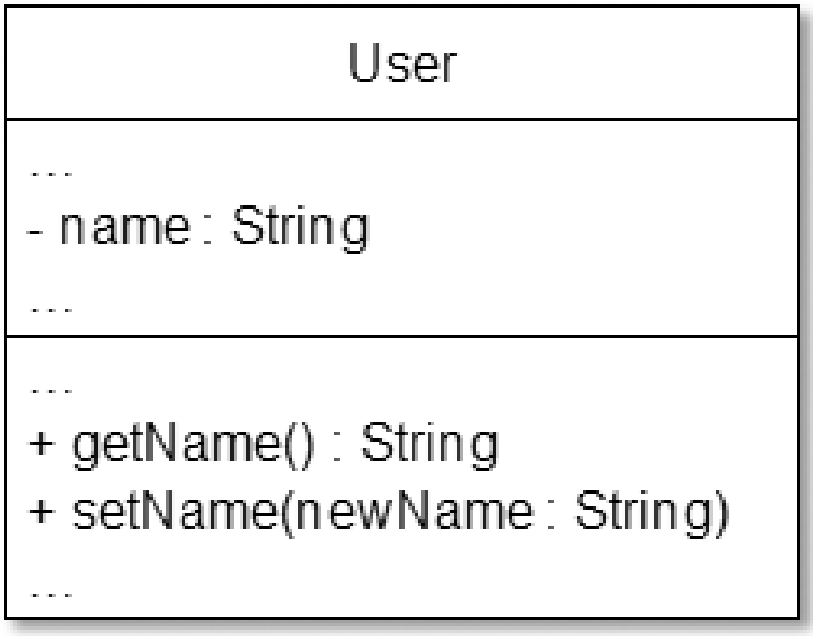 User
...
- name : String
...
...
+ getName() : String
+ setName(newName : String)
...